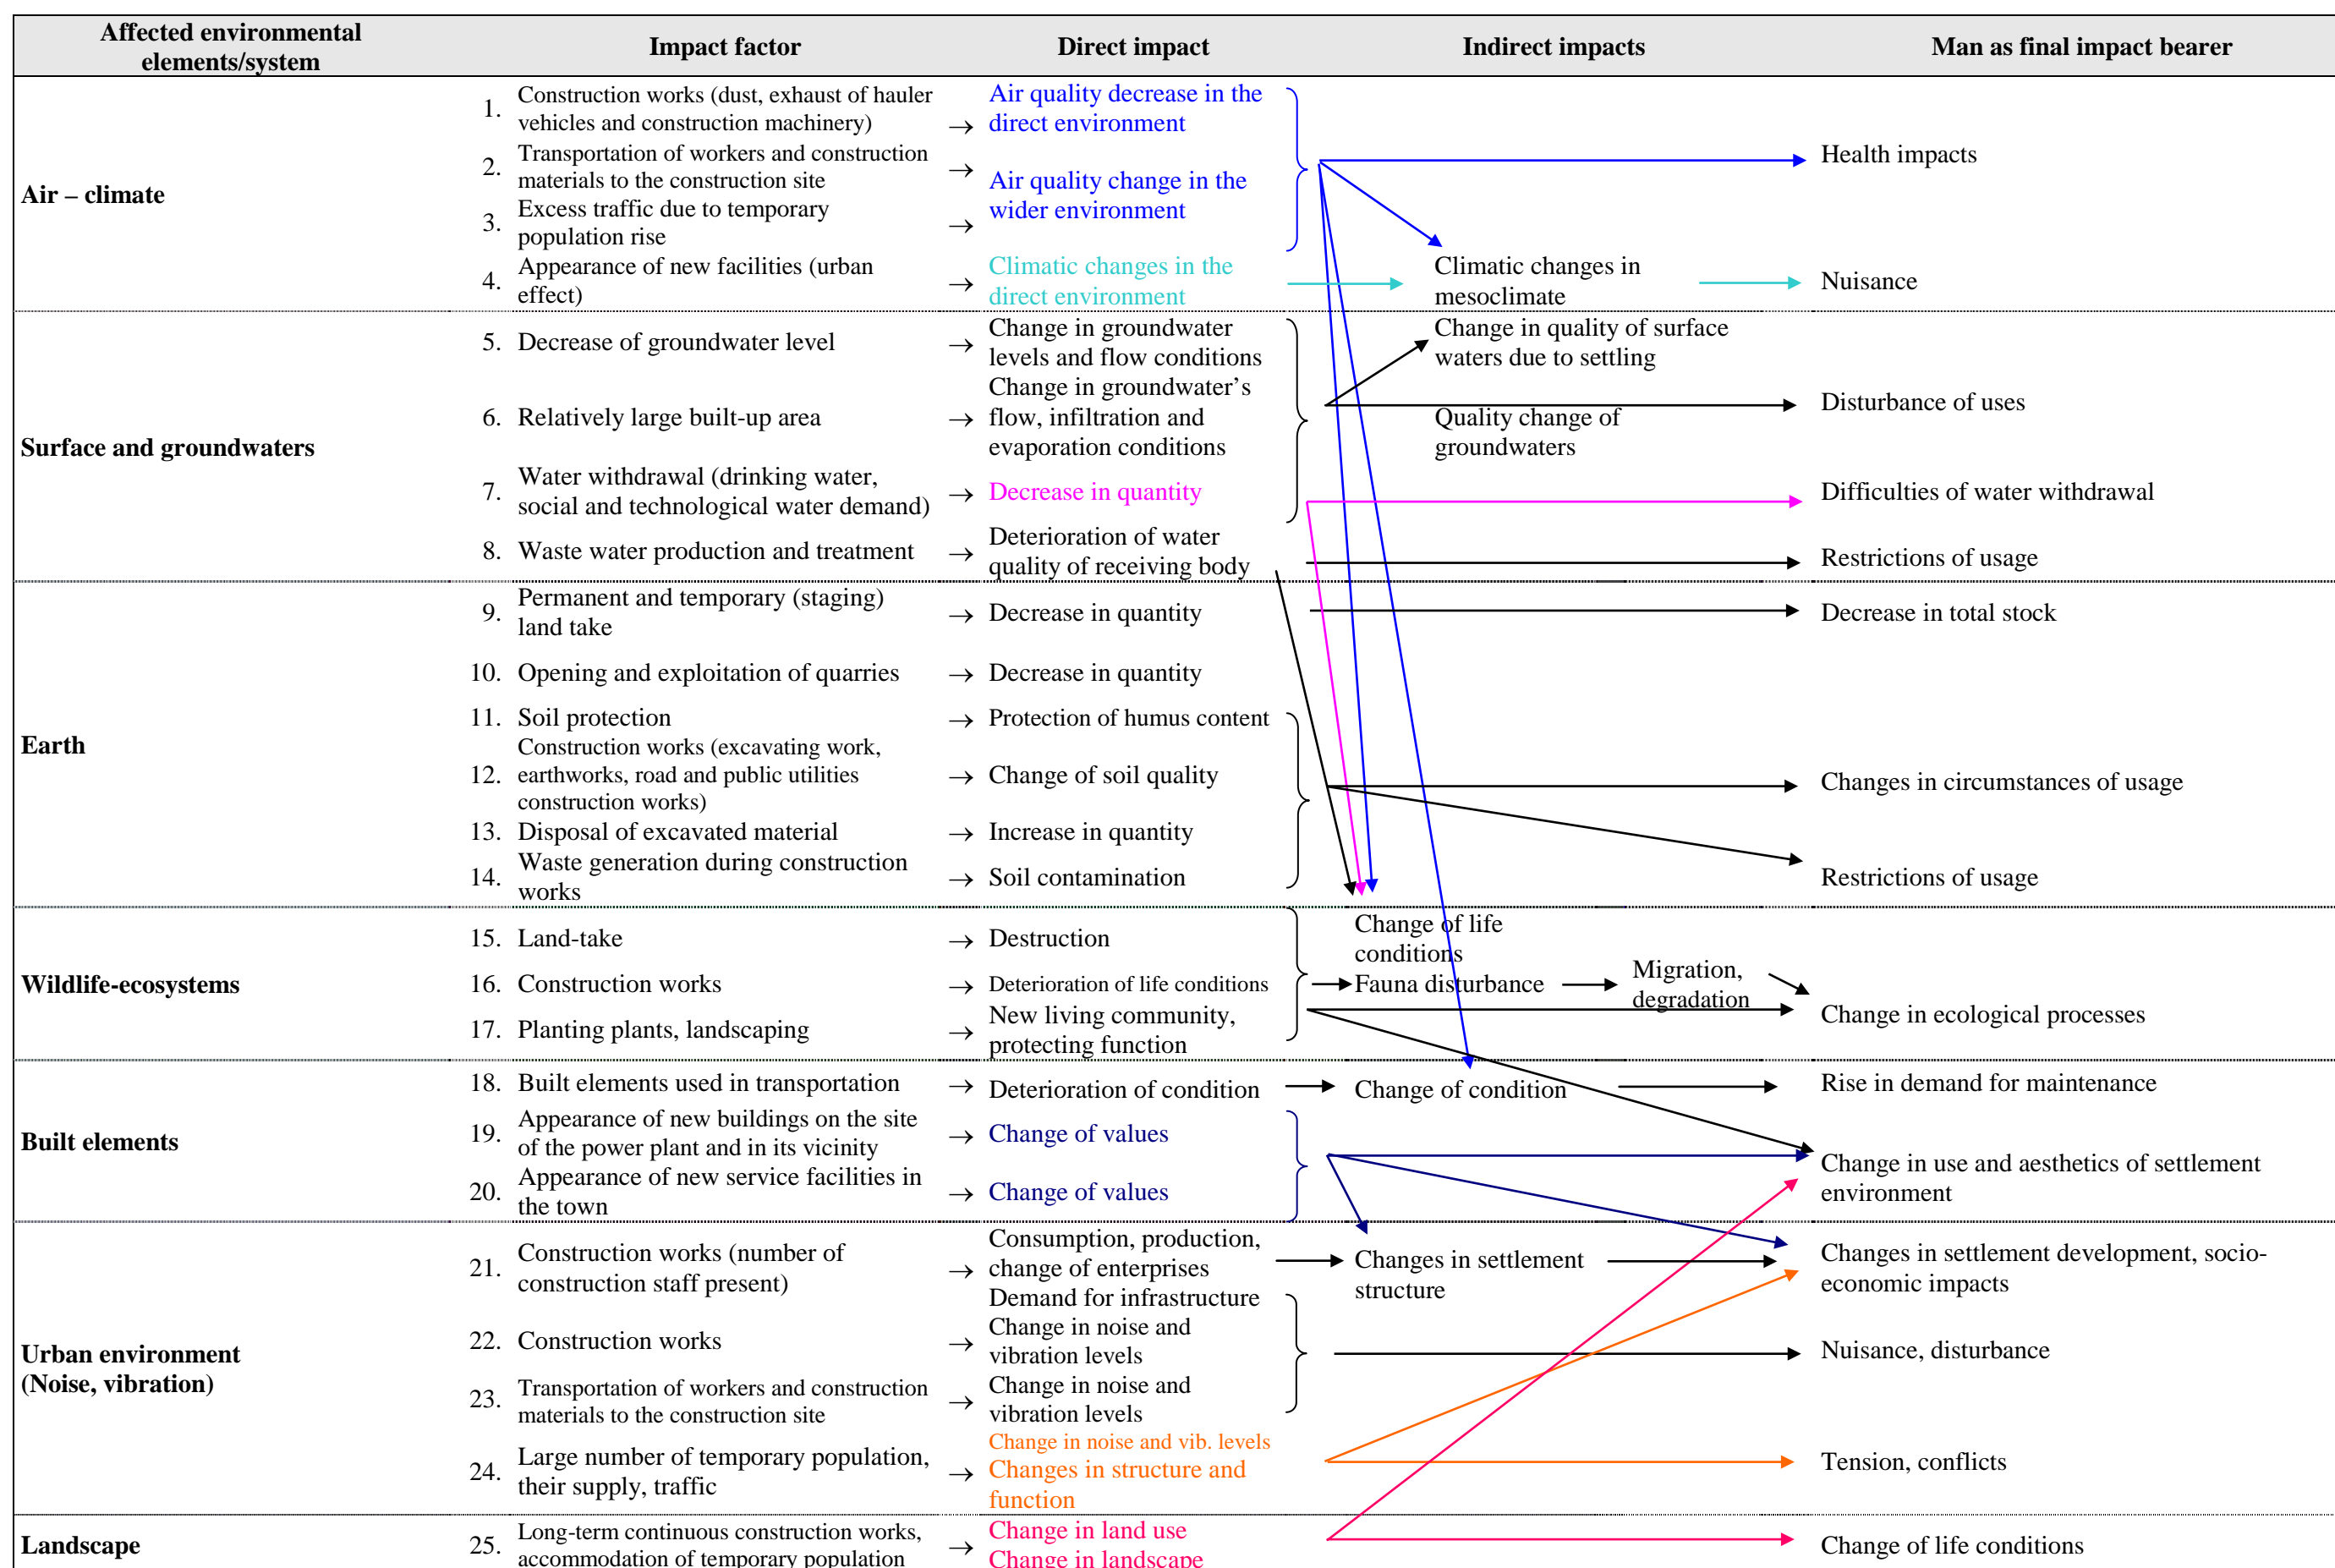 Affected environmental
elements/system
Impact factor
Direct impact
Indirect impacts
Man as final impact bearer
Air – climate
1. Construction works (dust, exhaust of hauler
vehicles and construction machinery)
→ Air quality decrease in the
direct environment
Health impacts
2. Transportation of workers and construction
materials to the construction site
→ Air quality change in the
wider environment
3. Excess traffic due to temporary
population rise
→
4. Appearance of new facilities (urban
effect)
→ Climatic changes in the
direct environment
Climatic changes in
mesoclimate
Nuisance
Surface and groundwaters
5. Decrease of groundwater level
→ Change in groundwater
levels and flow conditions
Change in quality of surface
waters due to settling
6. Relatively large built-up area
→ Change in groundwater’s
flow, infiltration and
evaporation conditions
Quality change of
groundwaters
Disturbance of uses
7. Water withdrawal (drinking water,
social and technological water demand)
→ Decrease in quantity
Difficulties of water withdrawal
8. Waste water production and treatment
→ Deterioration of water
quality of receiving body
Restrictions of usage
Earth
9. Permanent and temporary (staging)
land take
→ Decrease in quantity
Decrease in total stock
10. Opening and exploitation of quarries
→ Decrease in quantity
11. Soil protection
→ Protection of humus content
12. Construction works (excavating work,
earthworks, road and public utilities
construction works)
→ Change of soil quality
Changes in circumstances of usage
13. Disposal of excavated material
→ Increase in quantity
14. Waste generation during construction
works
→ Soil contamination
Restrictions of usage
Wildlife-ecosystems
15. Land-take
→ Destruction
Change of life
conditions
16. Construction works
→ Deterioration of life conditions
Fauna disturbance
Migration,
degradation
17. Planting plants, landscaping
→ New living community,
protecting function
Change in ecological processes
Built elements
18. Built elements used in transportation
→ Deterioration of condition
Change of condition
Rise in demand for maintenance
19. Appearance of new buildings on the site
of the power plant and in its vicinity
→ Change of values
Change in use and aesthetics of settlement
environment
20. Appearance of new service facilities in
the town
→ Change of values
Urban environment
(Noise, vibration)
21. Construction works (number of
construction staff present)
→ Consumption, production,
change of enterprises
Demand for infrastructure
Changes in settlement
structure
Changes in settlement development, socio-
economic impacts
22. Construction works
→ Change in noise and
vibration levels
Nuisance, disturbance
23. Transportation of workers and construction
materials to the construction site
→ Change in noise and
vibration levels
24. Large number of temporary population,
their supply, traffic
→ Change in noise and vib. levels
Changes in structure and
function
Tension, conflicts
Landscape
25. Long-term continuous construction works,
accommodation of temporary population
→ Change in land use
Change in landscape
Change of life conditions